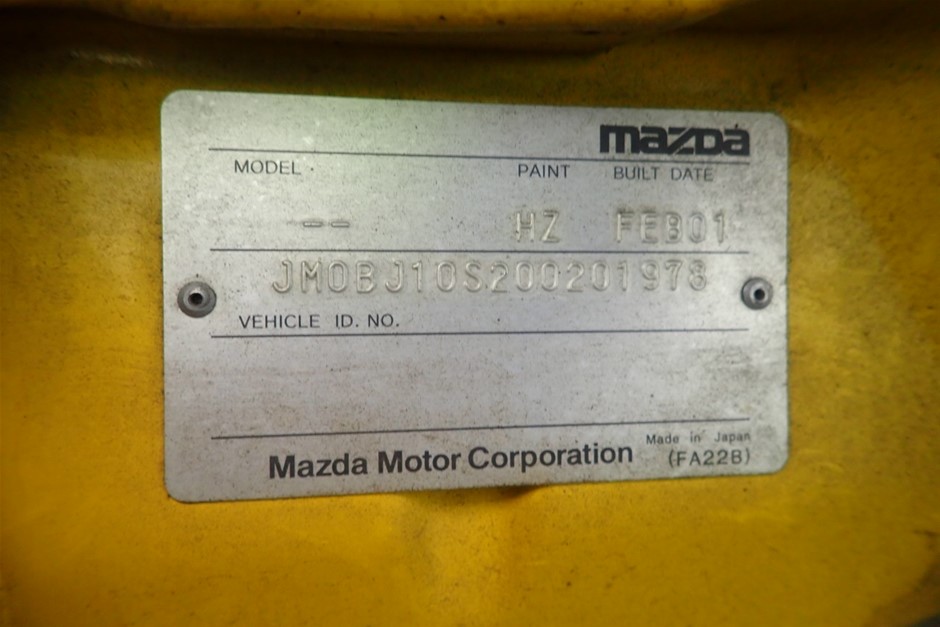 mazda
MODEL PAINT BUILT DATE
-- HZ FEB01
JM0BJ10S200201978
VEHICLE ID. NO.
Made in Japan
Mazda Motor Corporation (FA22B)